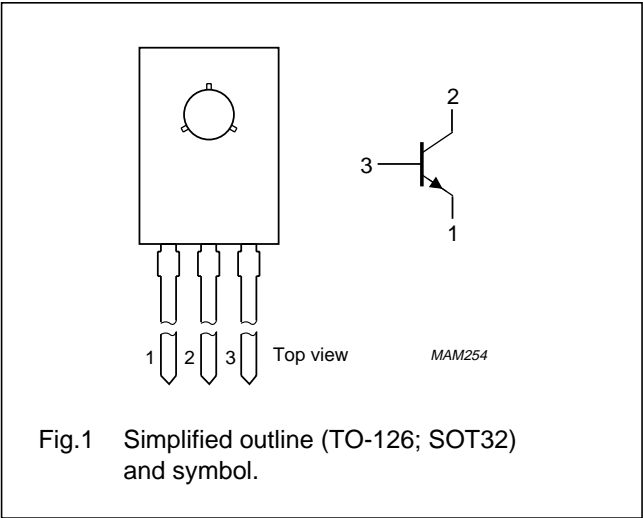 2
3
1
1 2 3 Top view MAM254
Fig.1 Simplified outline (TO-126; SOT32)
and symbol.